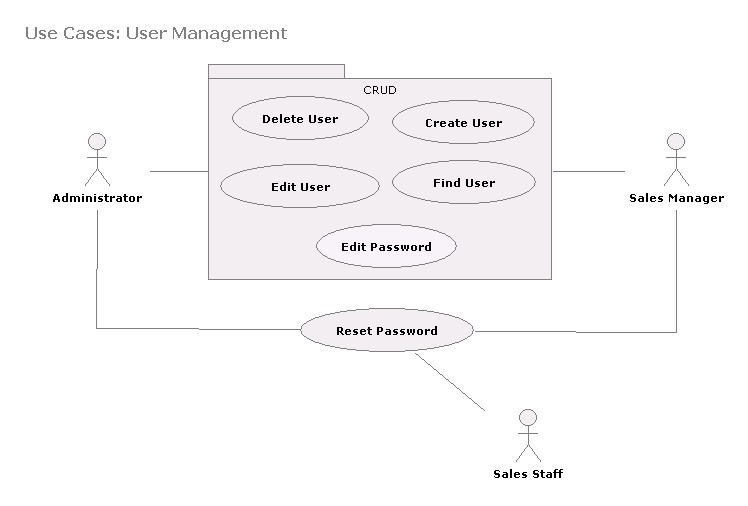 Use Cases: User Management
CRUD
Delete User
Create User
Edit User
Find User
Administrator
Sales Manager
Edit Password
Reset Password
Sales Staff